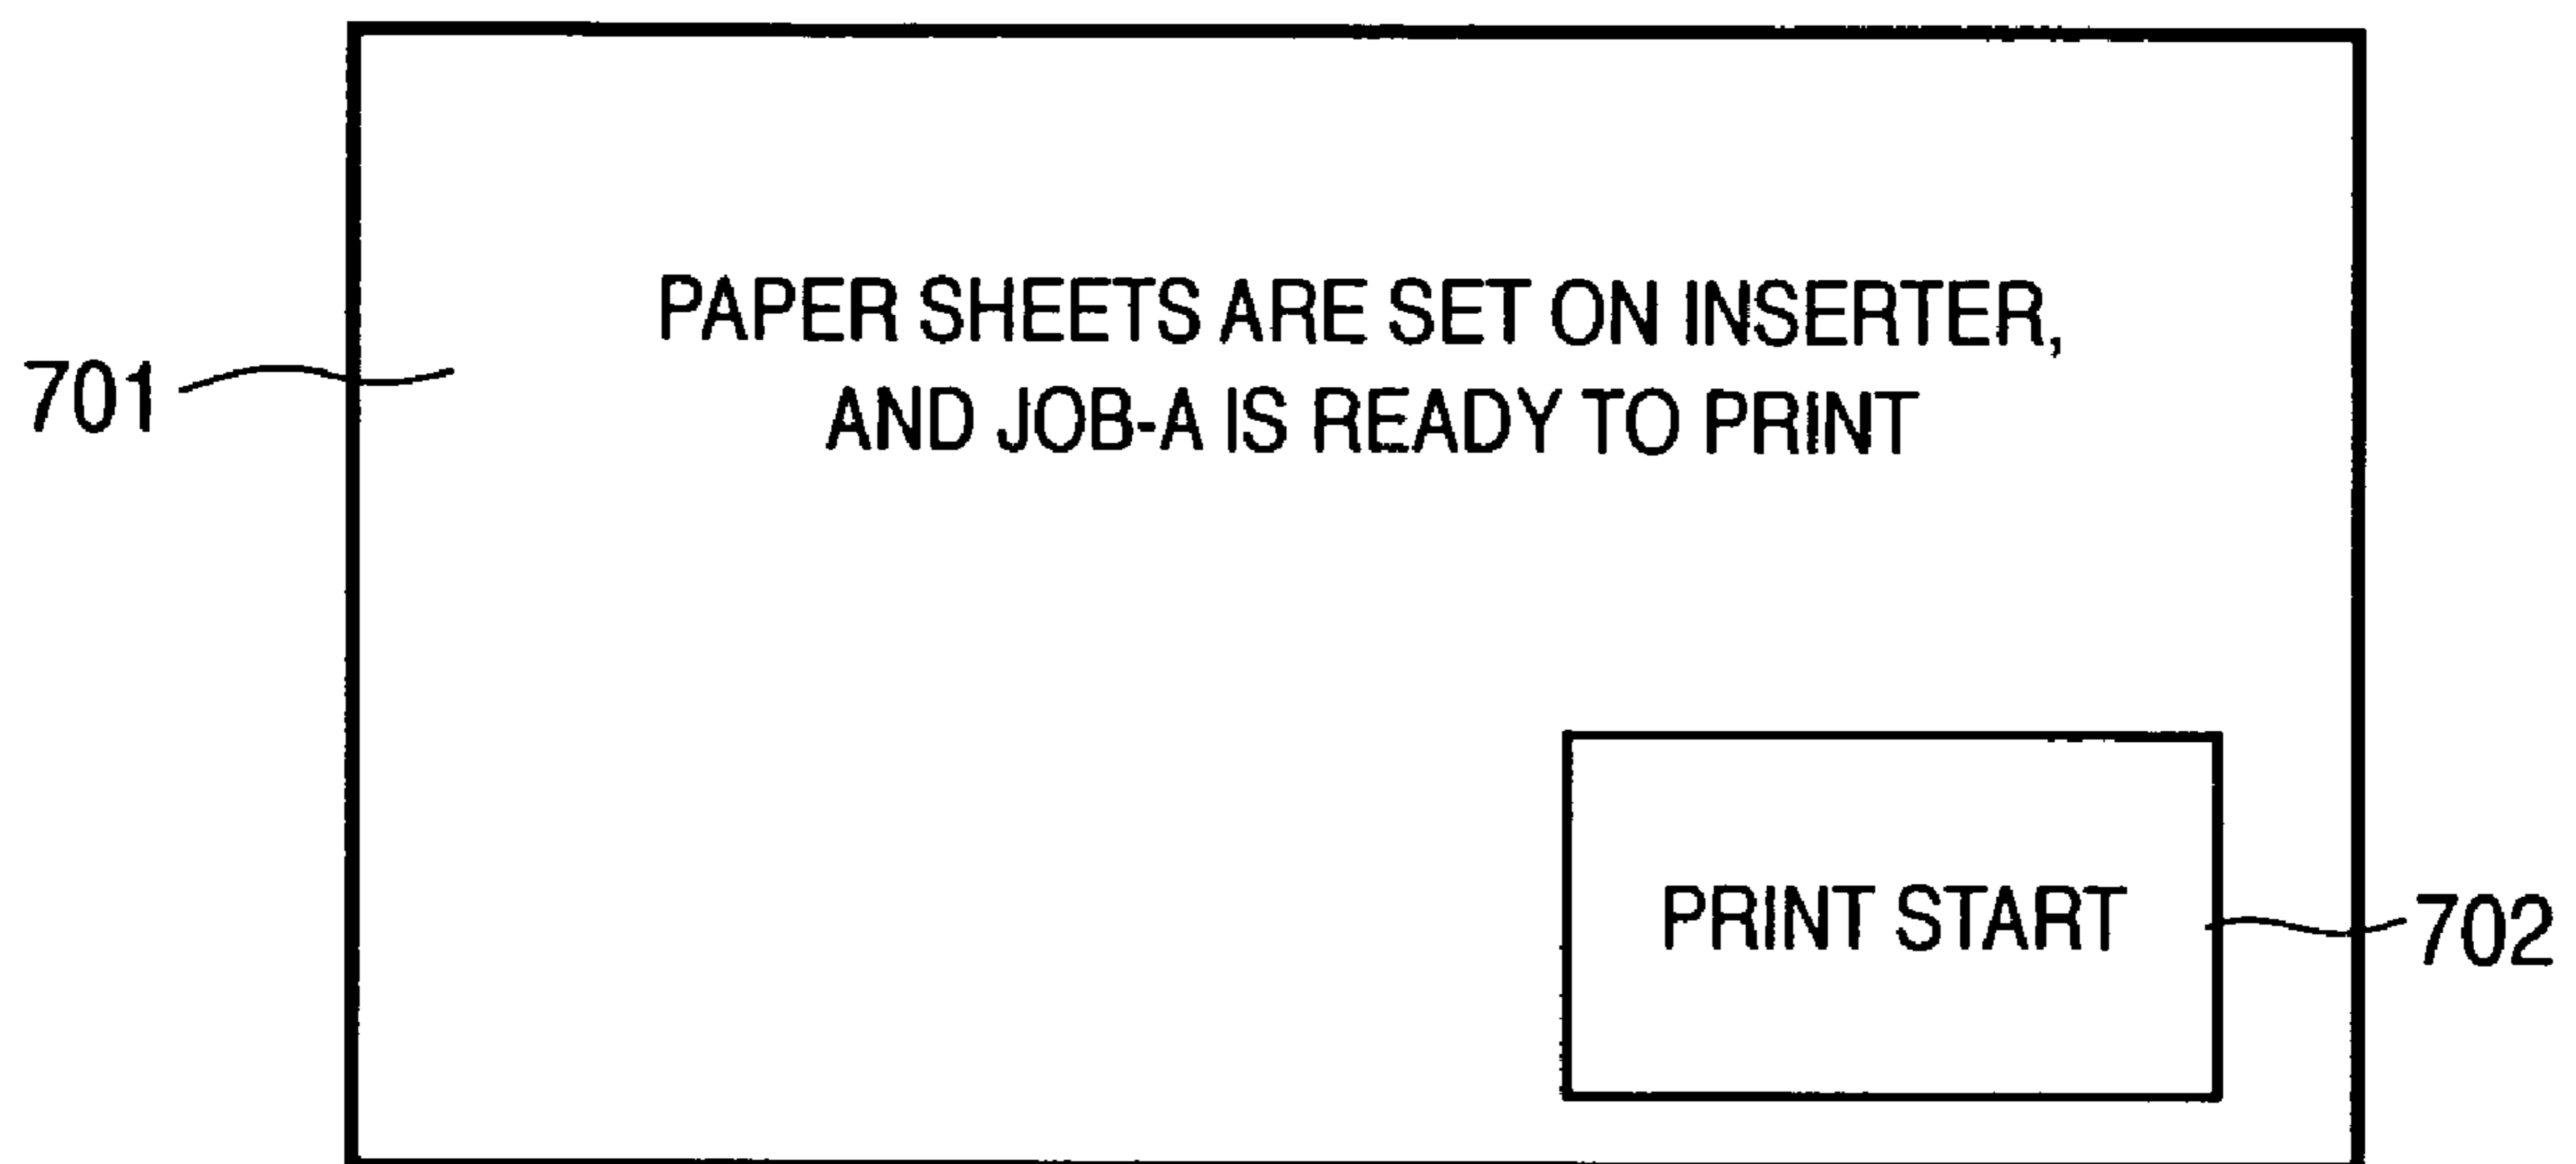 PAPER SHEETS ARE SET ON INSERTER,
AND JOB-A IS READY TO PRINT
701
PRINT START
702